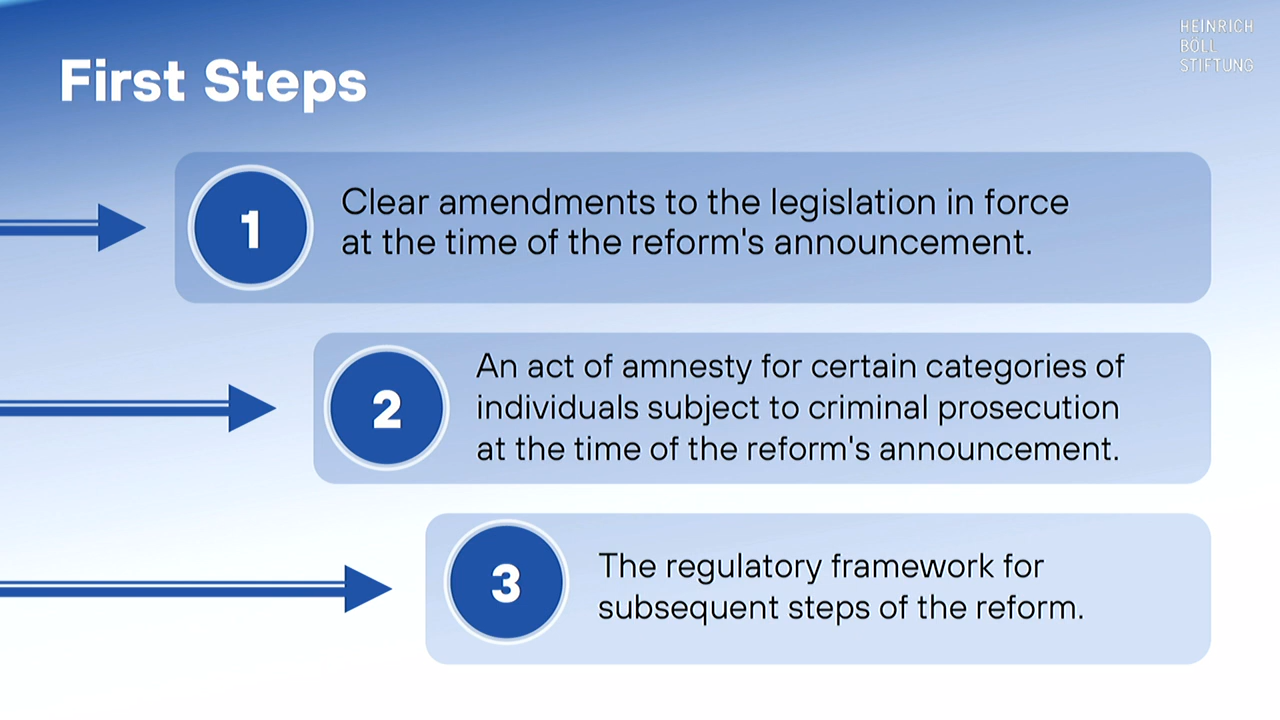 HEINRICH
BÖLL
STIFTUNG
First Steps
1
Clear amendments to the legislation in force
at the time of the reform's announcement.
2
An act of amnesty for certain categories of
individuals subject to criminal prosecution
at the time of the reform's announcement.
3
The regulatory framework for
subsequent steps of the reform.